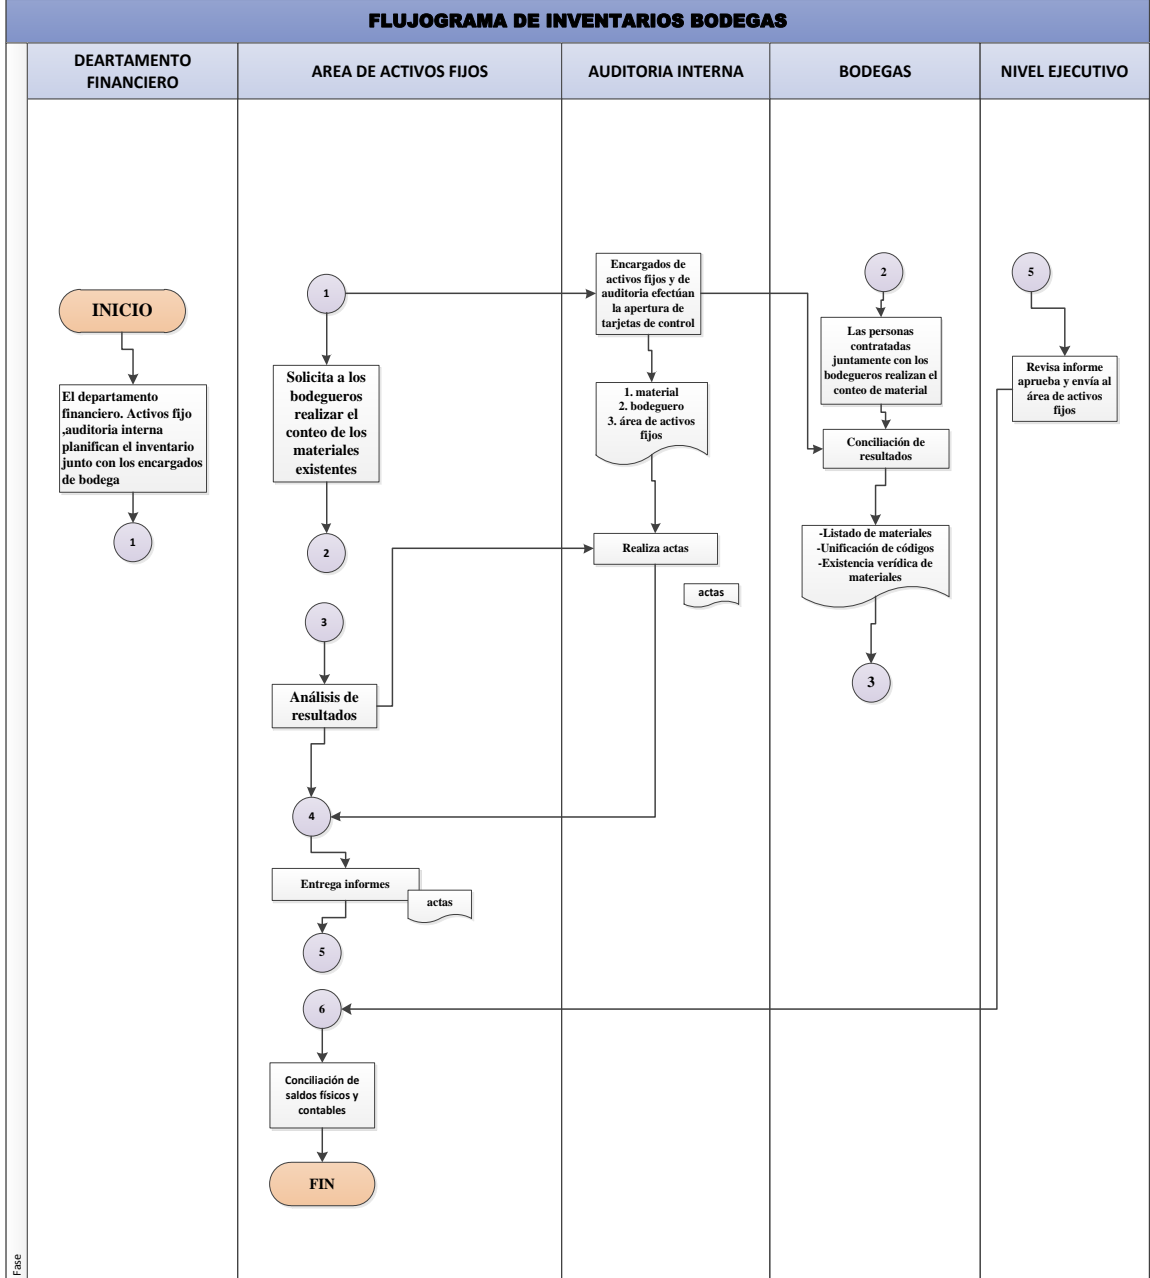 FLUJOGRAMA DE INVENTARIOS BODEGAS
DEARTAMENTO
FINANCIERO
AREA DE ACTIVOS FIJOS
AUDITORIA INTERNA
BODEGAS
NIVEL EJECUTIVO
INICIO
El departamento
financiero. Activos fijo
,auditoria interna
planifican el inventario
junto con los encargados
de bodega
1
1
Solicita a los
bodegueros
realizar el
conteo de los
materiales
existentes
2
3
Análisis de
resultados
4
Entrega informes
actas
5
6
Conciliación de
saldos físicos y
contables
FIN
Encargados de
activos fijos y de
auditoria efectúan
la apertura de
tarjetas de control
1. material
2. bodeguero
3. área de activos
fijos
Realiza actas
actas
2
Las personas
contratadas
juntamente con los
bodegueros realizan el
conteo de material
Conciliación de
resultados
-Listado de materiales
-Unificación de códigos
-Existencia verídica de
materiales
3
5
Revisa informe
aprueba y envía al
área de activos
fijos
Fase